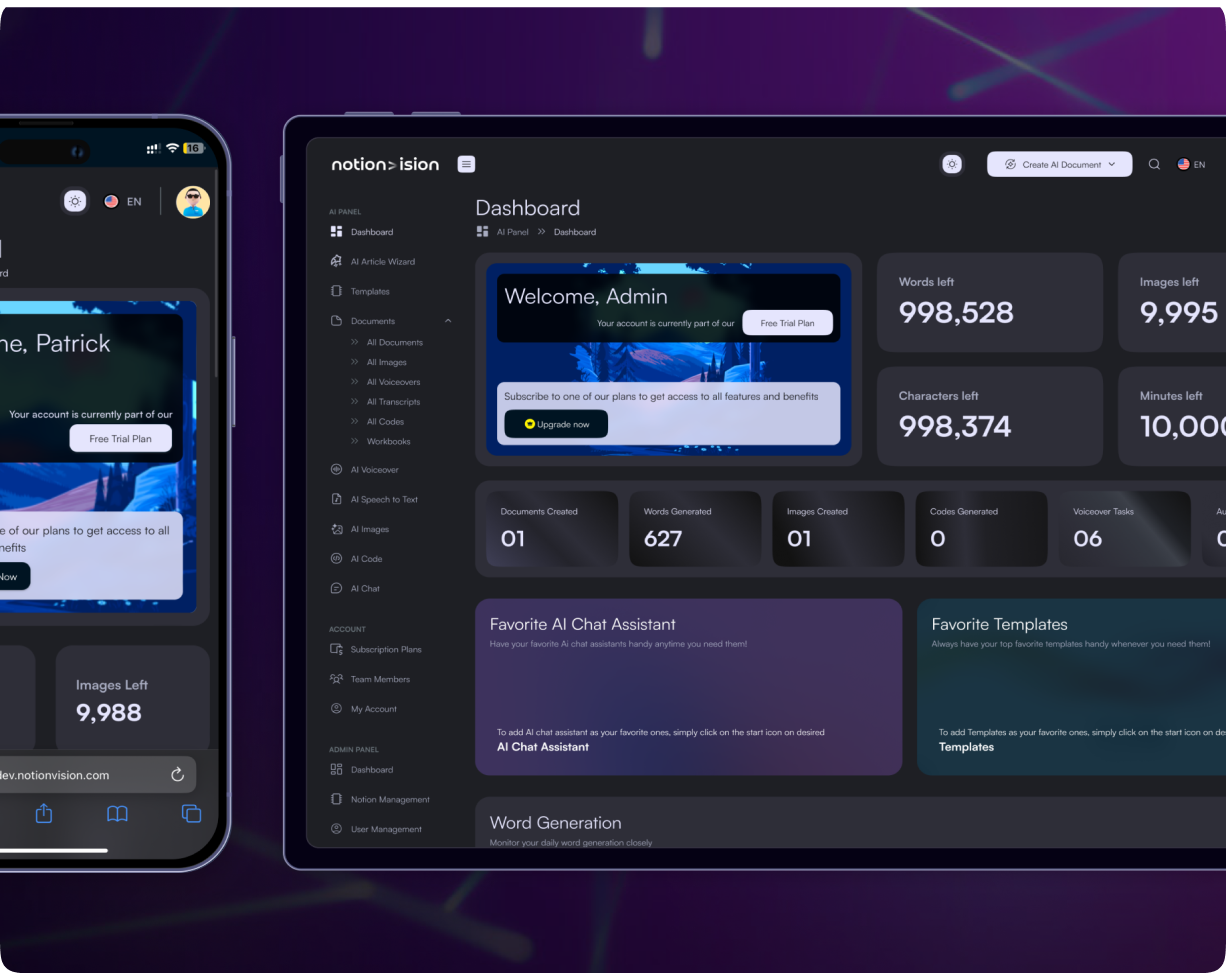 16
EN
rd
ne, Patrick
Your account is currently part of our
Free Trial Plan
e of our plans to get access to all
nefits
Now
Images Left
9,988
dev.notionvision.com
notion>ision
Create AI Document
EN
AI PANEL
Dashboard
AI Article Wizard
Templates
Documents
All Documents
All Images
All Voiceovers
All Transcripts
All Codes
Workbooks
AI Voiceover
AI Speech to Text
AI Images
AI Code
AI Chat
ACCOUNT
Subscription Plans
Team Members
My Account
ADMIN PANEL
Dashboard
Notion Management
User Management
Dashboard
AI Panel >> Dashboard
Welcome, Admin
Your account is currently part of our
Free Trial Plan
Subscribe to one of our plans to get access to all features and benefits
Upgrade now
Words left
998,528
Images left
9,995
Characters left
998,374
Minutes left
10,000
Documents Created
01
Words Generated
627
Images Created
01
Codes Generated
0
Voiceover Tasks
06
Au
Favorite AI Chat Assistant
Have your favorite Ai chat assistants handy anytime you need them!
To add AI chat assistant as your favorite ones, simply click on the start icon on desired
AI Chat Assistant
Favorite Templates
Always have your top favorite templates handy whenever you need them!
To add Templates as your favorite ones, simply click on the start icon on de
Templates
Word Generation
Monitor your daily word generation closely